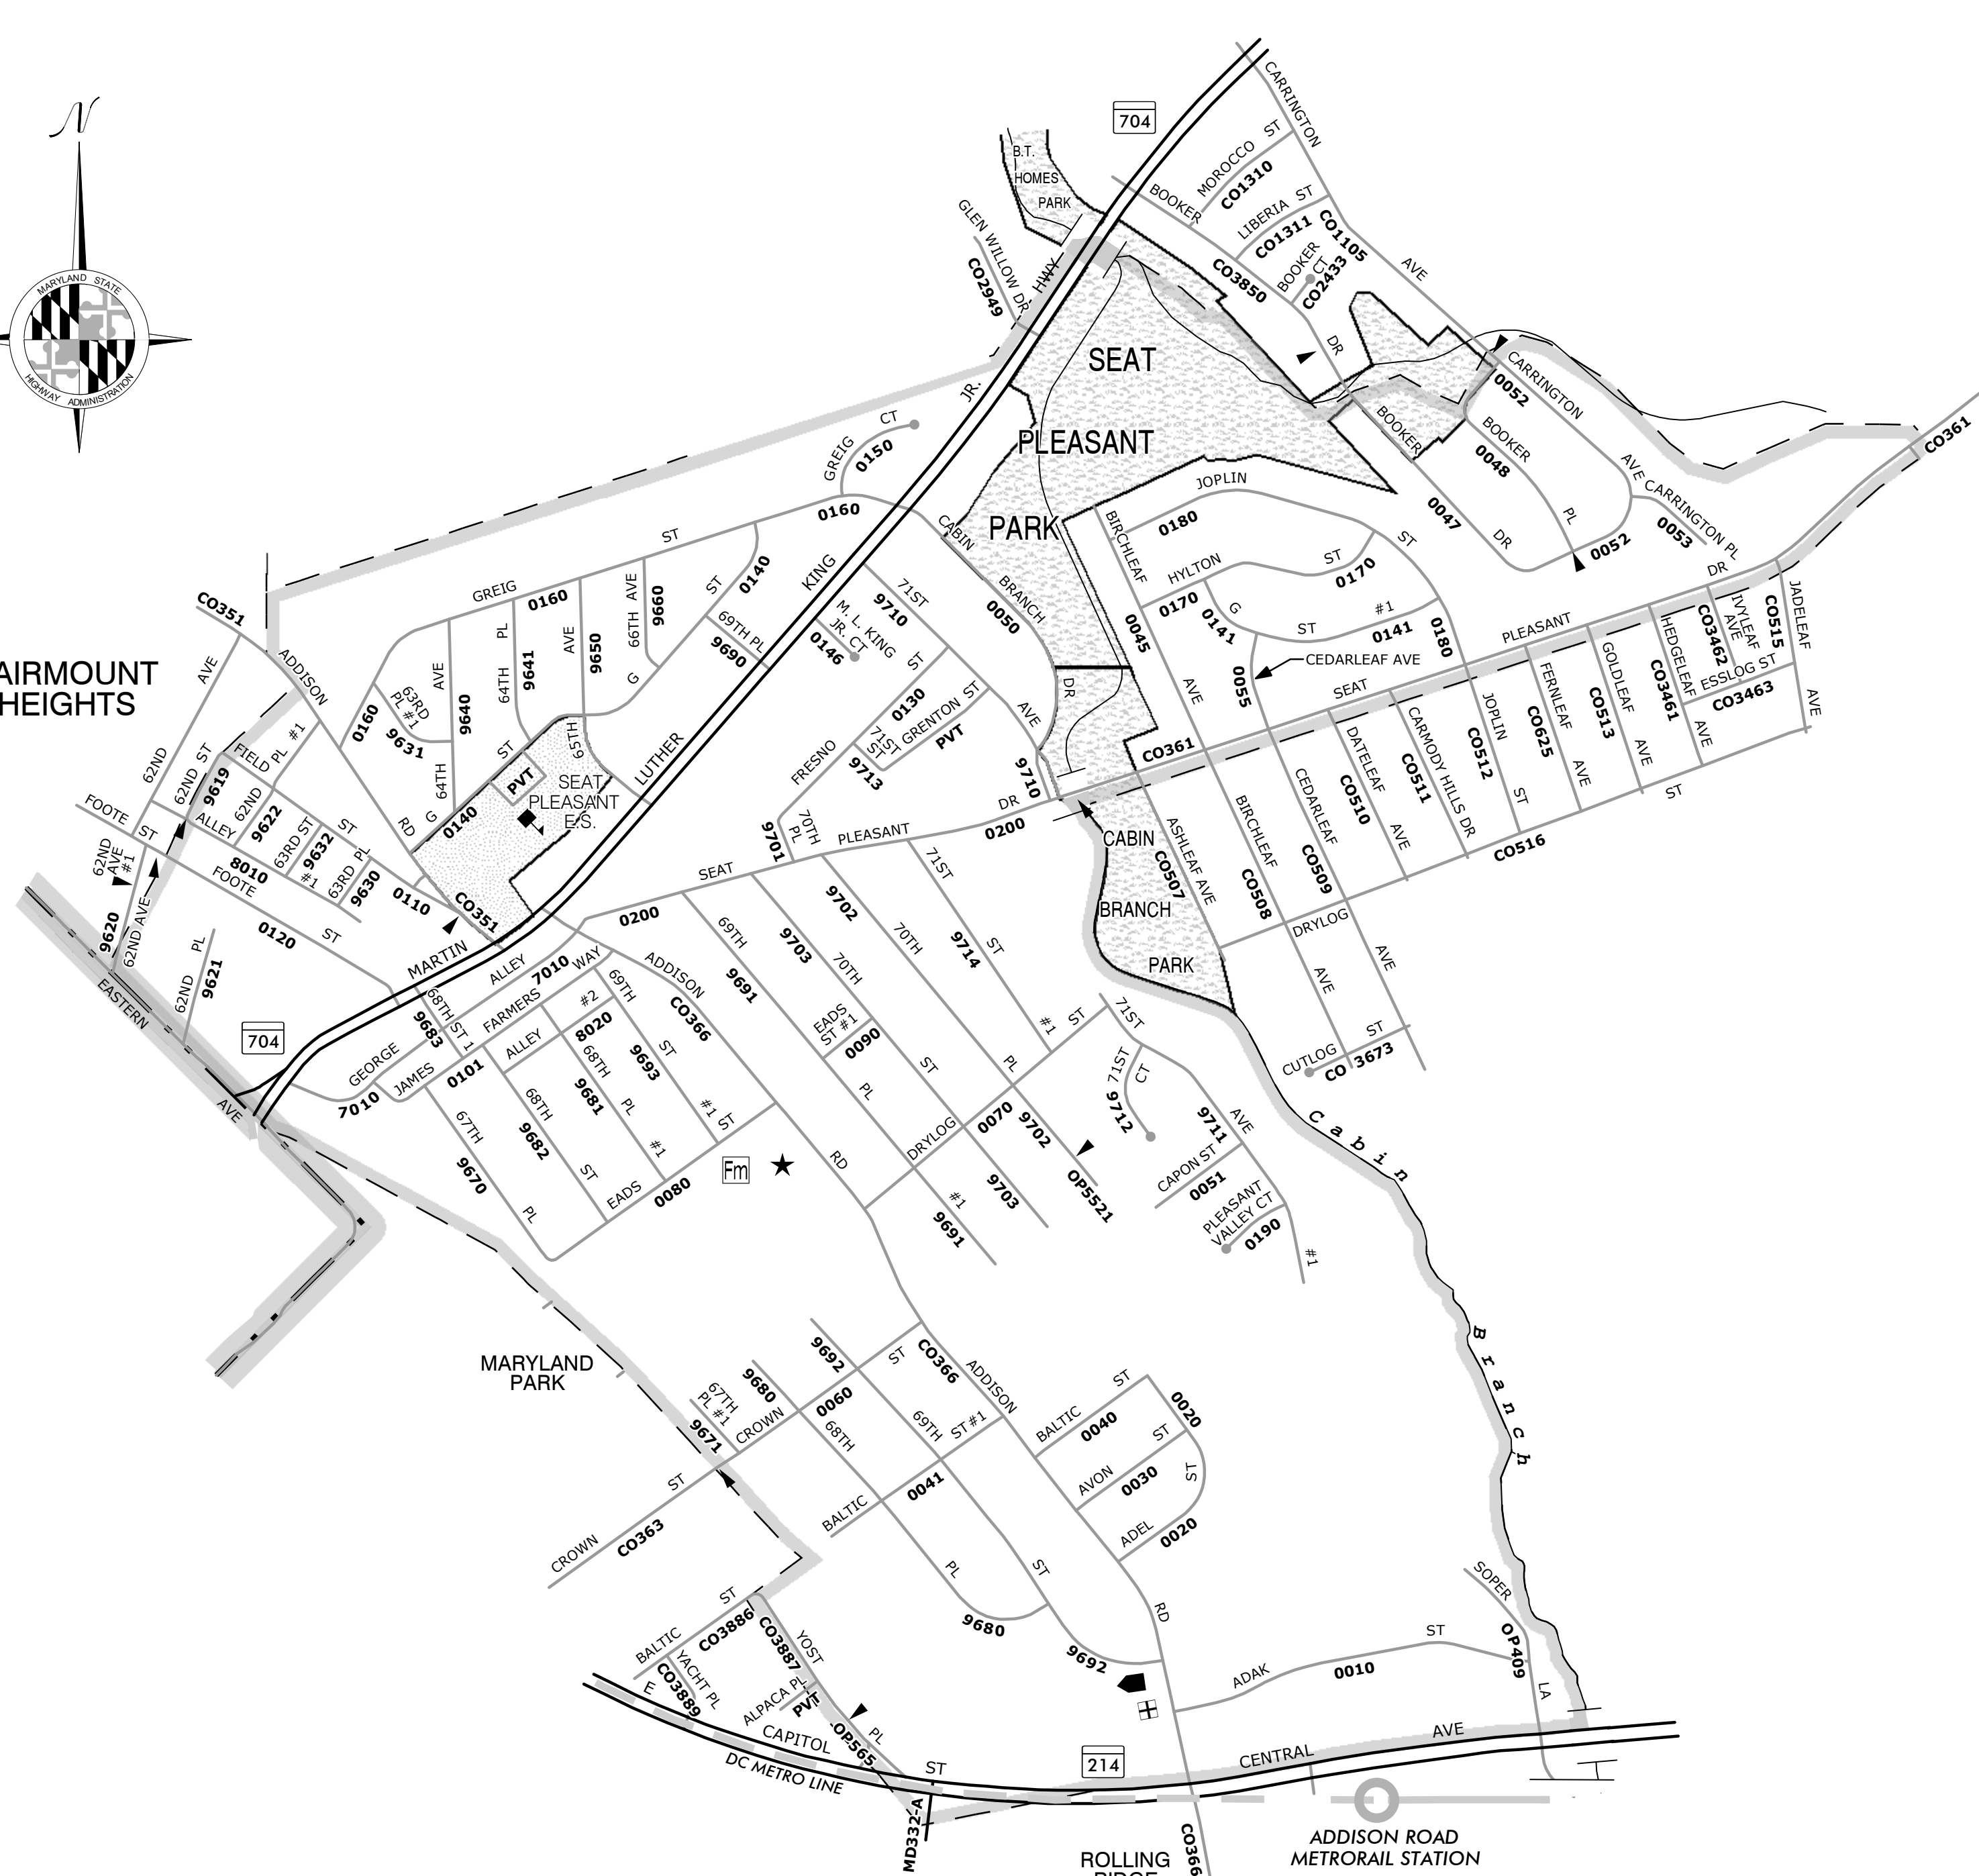 N
MARYLAND STATE
HIGHWAY ADMINISTRATION
AIRMOUNT
HEIGHTS
704
CARRINGTON
MOROCCO ST
CO1310
BOOKER
LIBERIA ST
CO1311
CO1105
AVE
BOOKER
CT
CO2433
CO3850
DR
B.T.
HOMES
PARK
GLEN WILLOW DR
CO2949
HWY
JR.
SEAT
PLEASANT
PARK
CARRINGTON
0052
AVE
BOOKER
0048
PL
BOOKER
0047
DR
0052
CARRINGTON PL
0053
CO361
GREIG CT
0150
0160
CABIN
BRANCH
0050
DR
JOPLIN
0180
ST
BIRCHLEAF
0045
AVE
HYLTON
ST
0170
0170
G
0141
ST
#1
0141
0180
CEDARLEAF AVE
0055
SEAT
PLEASANT
DR
CO361
HEDGELEAF
CO3461
AVE
CO3462
IVYLEAF
AVE
CO515
JADELEAF
AVE
ESSLOG ST
CO3463
GOLDLEAF
CO513
AVE
FERNLEAF
CO625
AVE
JOPLIN
CO512
ST
CARMODY HILLS DR
CO511
DATELEAF
CO510
AVE
CEDARLEAF
CO509
AVE
BIRCHLEAF
CO508
AVE
ASHLEAF AVE
CO507
DRYLOG
CO516
ST
CUTLOG
ST
CO 3673
CABIN
BRANCH
PARK
Cabin
Branch
CO351
ADDISON
RD
CO351
GREIG
ST
0160
0160
63RD
PL #1
9631
64TH
AVE
9640
64TH
PL
9641
AVE
9650
65TH
66TH AVE
9660
G
ST
0140
G
ST
0140
69TH PL
9690
KING
LUTHER
MARTIN
M. L. KING
JR. CT
0146
71ST
9710
AVE
9710
FRESNO
ST
0130
71ST
ST
9713
GRENTON ST
PVT
PVT
SEAT
PLEASANT
E.S.
70TH
PL
9701
SEAT
PLEASANT
DR
0200
0200
62ND
AVE
62ND ST
9619
FIELD
PL #1
62ND
9622
ST
63RD ST
9632
#1
63RD PL
9630
0110
ALLEY
8010
FOOTE
ST
FOOTE
0120
ST
62ND
AVE
#1
9620
62ND AVE
62ND
PL
9621
EASTERN
AVE
704
GEORGE
ALLEY
7010
7010
68TH ST 1
9683
JAMES
FARMERS
WAY
0101
ALLEY
#2
8020
67TH
9670
PL
68TH
9682
ST
68TH
9681
PL
#1
69TH
9693
ST
#1
EADS
0080
ST
Fm
ADDISON
CO366
RD
69TH
9691
PL
#1
9691
9703
70TH
ST
9703
EADS
ST #1
0090
9702
70TH
PL
9702
OP5521
71ST
9714
ST
#1
DRYLOG
0070
ST
71ST
9711
AVE
#1
71ST
CT
9712
CAPON ST
0051
PLEASANT
VALLEY CT
0190
MARYLAND
PARK
9692
9680
67TH
PL #1
9671
CROWN
0060
ST
CROWN
ST
CO363
68TH
PL
9680
69TH
ST
9692
BALTIC
0041
ST #1
CO366
ADDISON
RD
BALTIC
0040
ST
0020
AVON
0030
ST
ADEL
0020
ST
BALTIC
ST
CO3886
CO3887
YOST
PL
YACHT PL
CO3889
ALPACA PL
PVT
OP565
E
CAPITOL
ST
DC METRO LINE
MD332-A
214
CENTRAL
AVE
ADAK
0010
ST
SOPER
OP409
LA
CO366
ADDISON ROAD
METRORAIL STATION
ROLLING